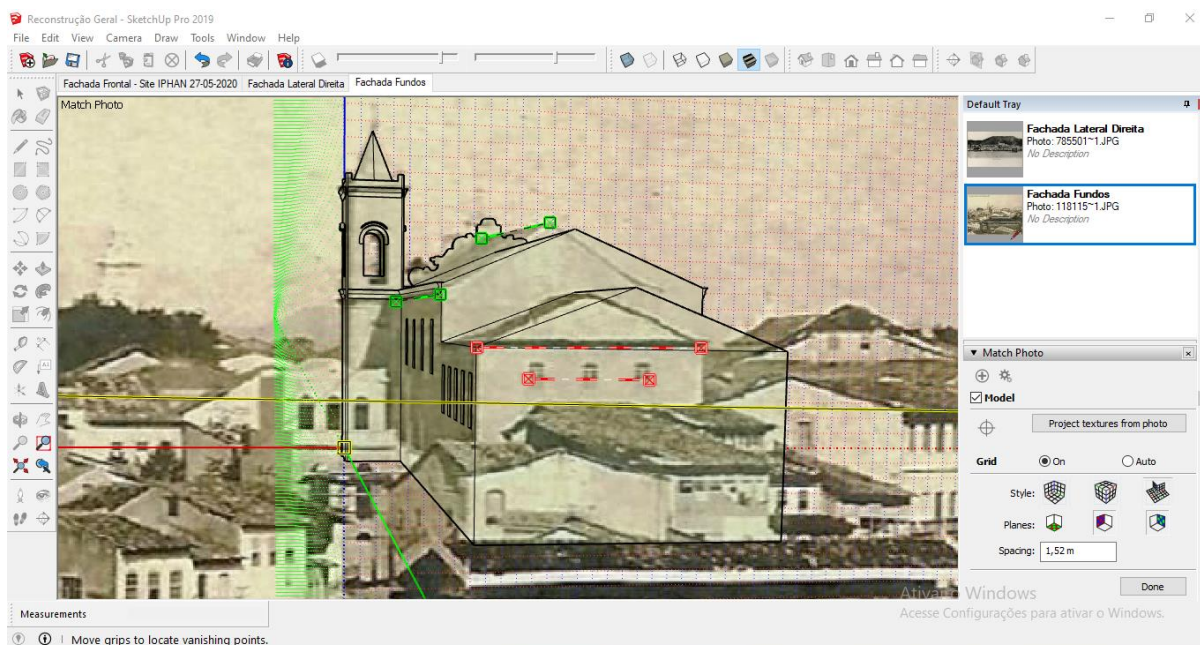 Reconstrução Geral - SketchUp Pro 2019
File Edit View Camera Draw Tools Window Help
Fachada Frontal - Site IPHAN 27-05-2020 Fachada Lateral Direita Fachada Fundos
Match Photo
Default Tray
Fachada Lateral Direita
Photo: 785501~1.JPG
No Description
Fachada Fundos
Photo: 118115~1.JPG
No Description
Match Photo
Model
Project textures from photo
Grid On Auto
Style:
Planes:
Spacing: 1,52 m
Done
Windows
Acesse Configurações para ativar o Windows.
Measurements
Move grips to locate vanishing points.